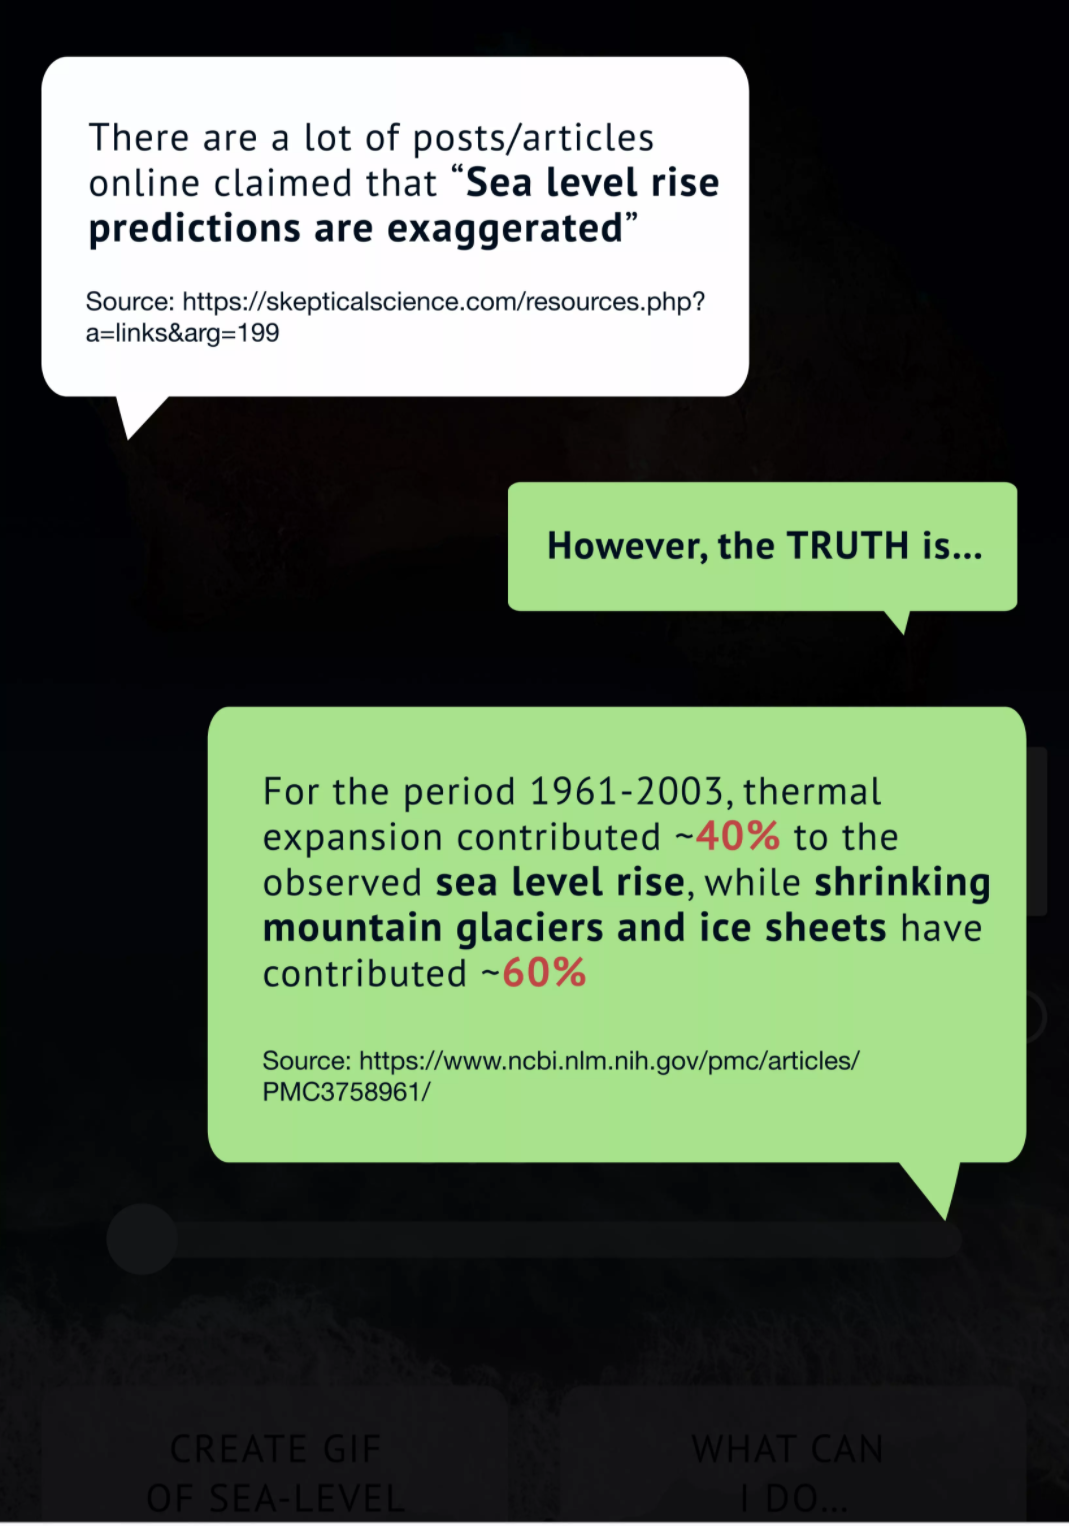 There are a lot of posts/articles
online claimed that “Sea level rise
predictions are exaggerated”
Source: https://skepticalscience.com/resources.php?
a=links&arg=199
However, the TRUTH is...
For the period 1961-2003, thermal
expansion contributed ~40% to the
observed sea level rise, while shrinking
mountain glaciers and ice sheets have
contributed ~60%
Source: https://www.ncbi.nlm.nih.gov/pmc/articles/
PMC3758961/
CREATE GIF
OF SEA-LEVEL
WHAT CAN
I DO...